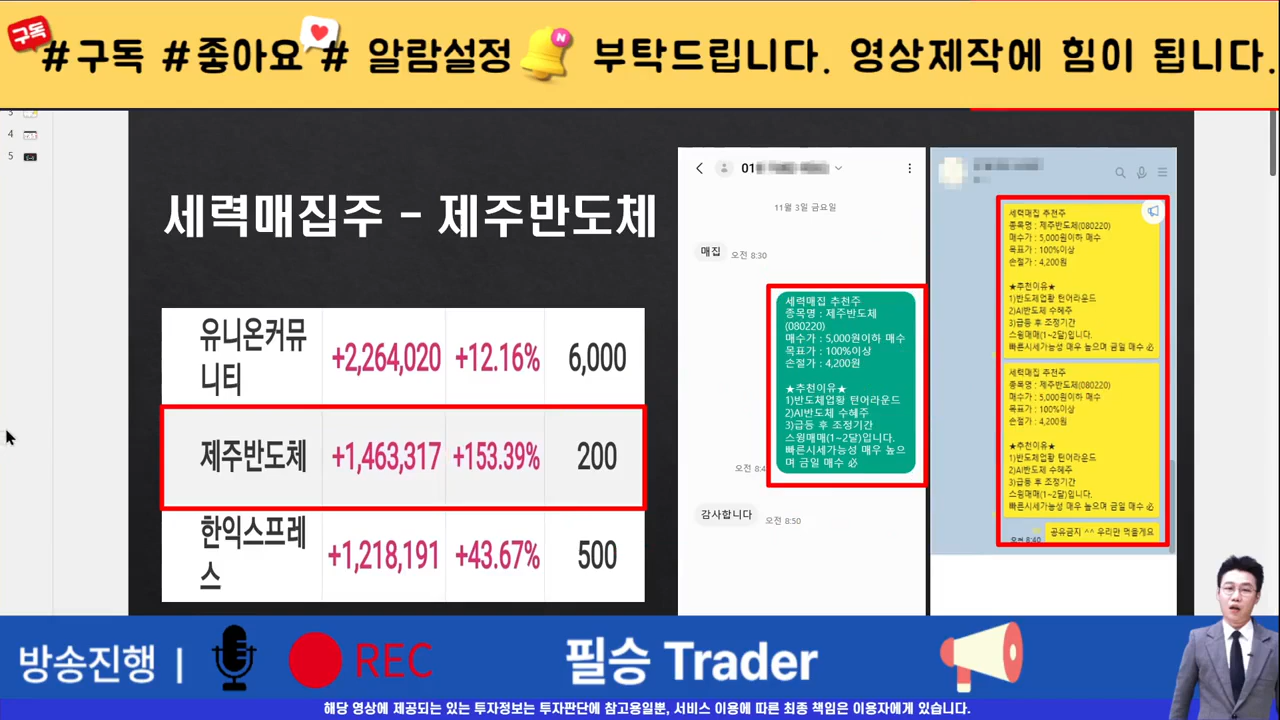 구독
#구독 #좋아요 # 알람설정 부탁드립니다. 영상제작에 힘이 됩니다.
N
3
4
5
세력매집주 - 제주반도체
유니온커뮤
니티
+2,264,020 +12.16% 6,000
제주반도체 +1,463,317 +153.39% 200
한익스프레
스
+1,218,191 +43.67% 500
01
11월 3일 금요일
매집 오전 8:30
세력매집 추천주
종목명 : 제주반도체
(080220)
매수가 : 5,000원이하 매수
목표가 : 100%이상
손절가 : 4,200원
★추천이유★
1)반도체업황 턴어라운드
2)AI반도체 수혜주
3)급등 후 조정기간
스윙매매(1~2달)입니다.
빠른시세가능성 매우 높으
며 금일 매수 必
오전 8:4
감사합니다 오전 8:50
세력매집 추천주
종목명 : 제주반도체(080220)
매수가 : 5,000원이하 매수
목표가 : 100%이상
손절가 : 4,200원
★추천이유★
1)반도체업황 턴어라운드
2)AI반도체 수혜주
3)급등 후 조정기간
스윙매매(1~2달)입니다.
빠른시세가능성 매우 높으며 금일 매수 必
세력매집 추천주
종목명 : 제주반도체(080220)
매수가 : 5,000원이하 매수
목표가 : 100%이상
손절가 : 4,200원
★추천이유★
1)반도체업황 턴어라운드
2)AI반도체 수혜주
3)급등 후 조정기간
스윙매매(1~2달)입니다.
빠른시세가능성 매우 높으며 금일 매수 必
오전 8:40 공유금지 ^^ 우리만 먹을게요
방송진행 | REC 필승 Trader
해당 영상에 제공되는 있는 투자정보는 투자판단에 참고용일뿐, 서비스 이용에 따른 최종 책임은 이용자에게 있습니다.